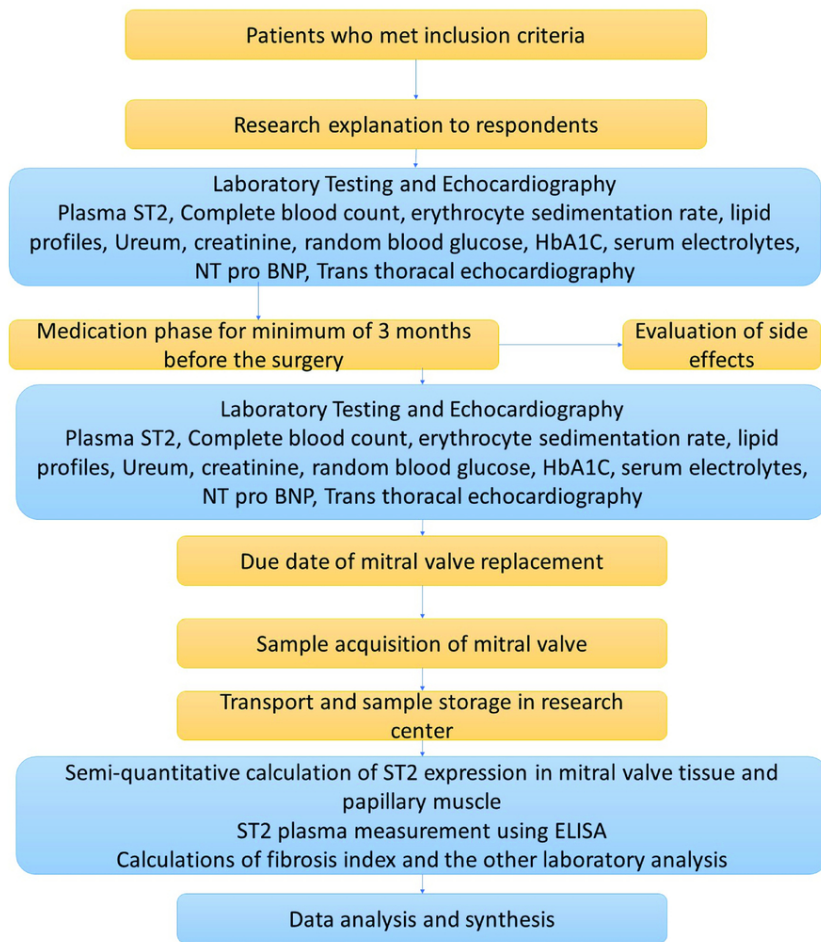 Patients who met inclusion criteria
Research explanation to respondents
Laboratory Testing and Echocardiography
Plasma ST2, Complete blood count, erythrocyte sedimentation rate, lipid
profiles, Ureum, creatinine, random blood glucose, HbA1C, serum electrolytes,
NT pro BNP, Trans thoracal echocardiography
Medication phase for minimum of 3 months
before the surgery
Evaluation of side
effects
Laboratory Testing and Echocardiography
Plasma ST2, Complete blood count, erythrocyte sedimentation rate, lipid
profiles, Ureum, creatinine, random blood glucose, HbA1C, serum electrolytes,
NT pro BNP, Trans thoracal echocardiography
Due date of mitral valve replacement
Sample acquisition of mitral valve
Transport and sample storage in research
center
Semi-quantitative calculation of ST2 expression in mitral valve tissue and
papillary muscle
ST2 plasma measurement using ELISA
Calculations of fibrosis index and the other laboratory analysis
Data analysis and synthesis